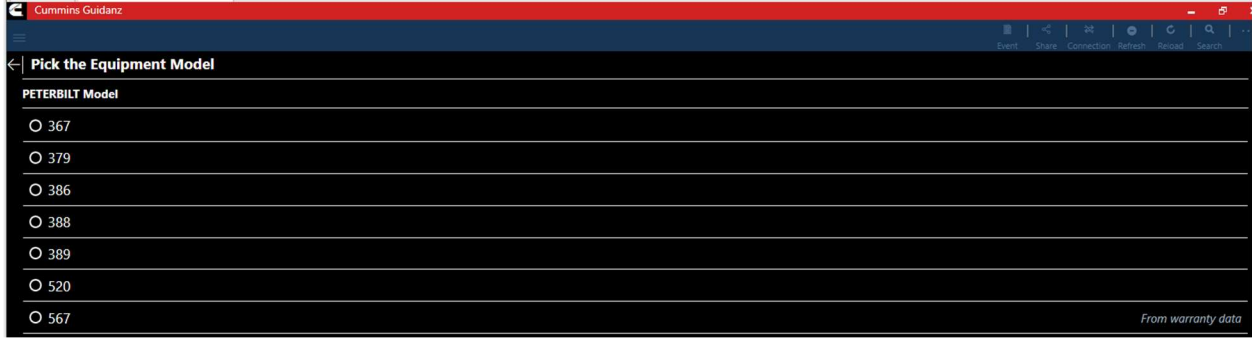 Cummins Guidanz
Event Share Connection Refresh Reload Search
Pick the Equipment Model
PETERBILT Model
367
379
386
388
389
520
567 From warranty data